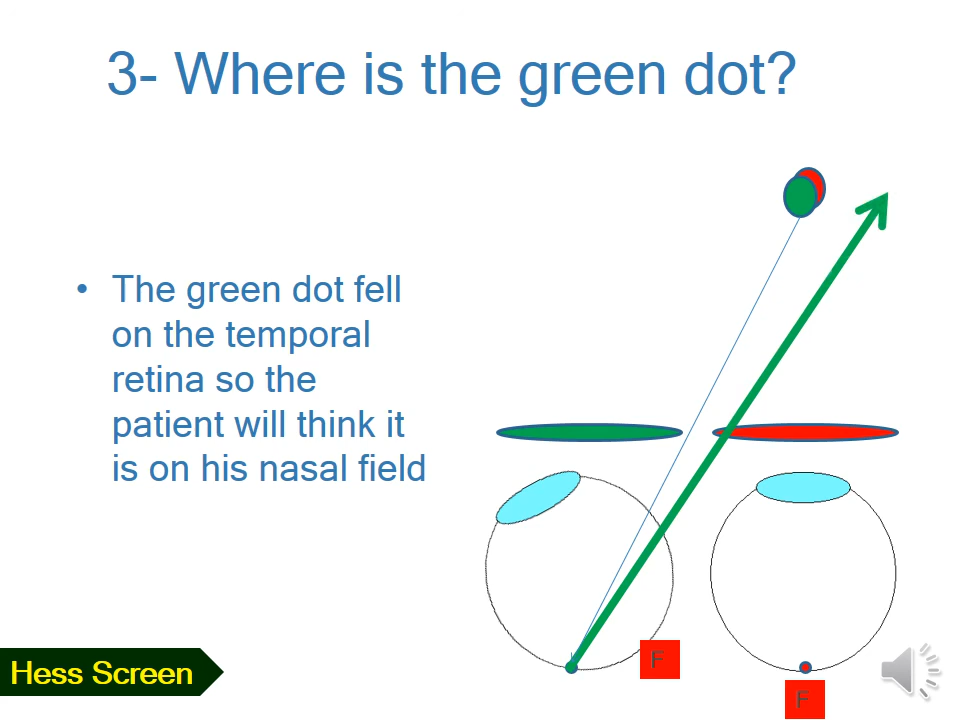 3- Where is the green dot?
• The green dot fell
on the temporal
retina so the
patient will think it
is on his nasal field
F
F
Hess Screen